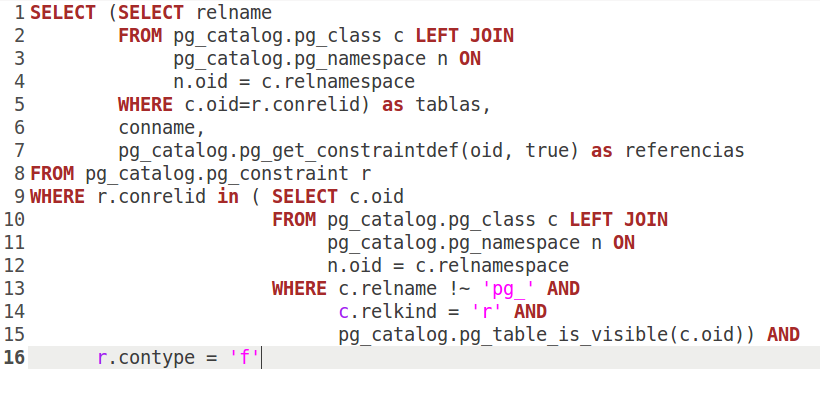 1 SELECT (SELECT relname
2         FROM pg_catalog.pg_class c LEFT JOIN
3              pg_catalog.pg_namespace n ON
4              n.oid = c.relnamespace
5         WHERE c.oid=r.conrelid) as tablas,
6         conname,
7         pg_catalog.pg_get_constraintdef(oid, true) as referencias
8 FROM pg_catalog.pg_constraint r
9 WHERE r.conrelid in ( SELECT c.oid
10                       FROM pg_catalog.pg_class c LEFT JOIN
11                            pg_catalog.pg_namespace n ON
12                            n.oid = c.relnamespace
13                       WHERE c.relname !~ 'pg_' AND
14                             c.relkind = 'r' AND
15                             pg_catalog.pg_table_is_visible(c.oid)) AND
16       r.contype = 'f'